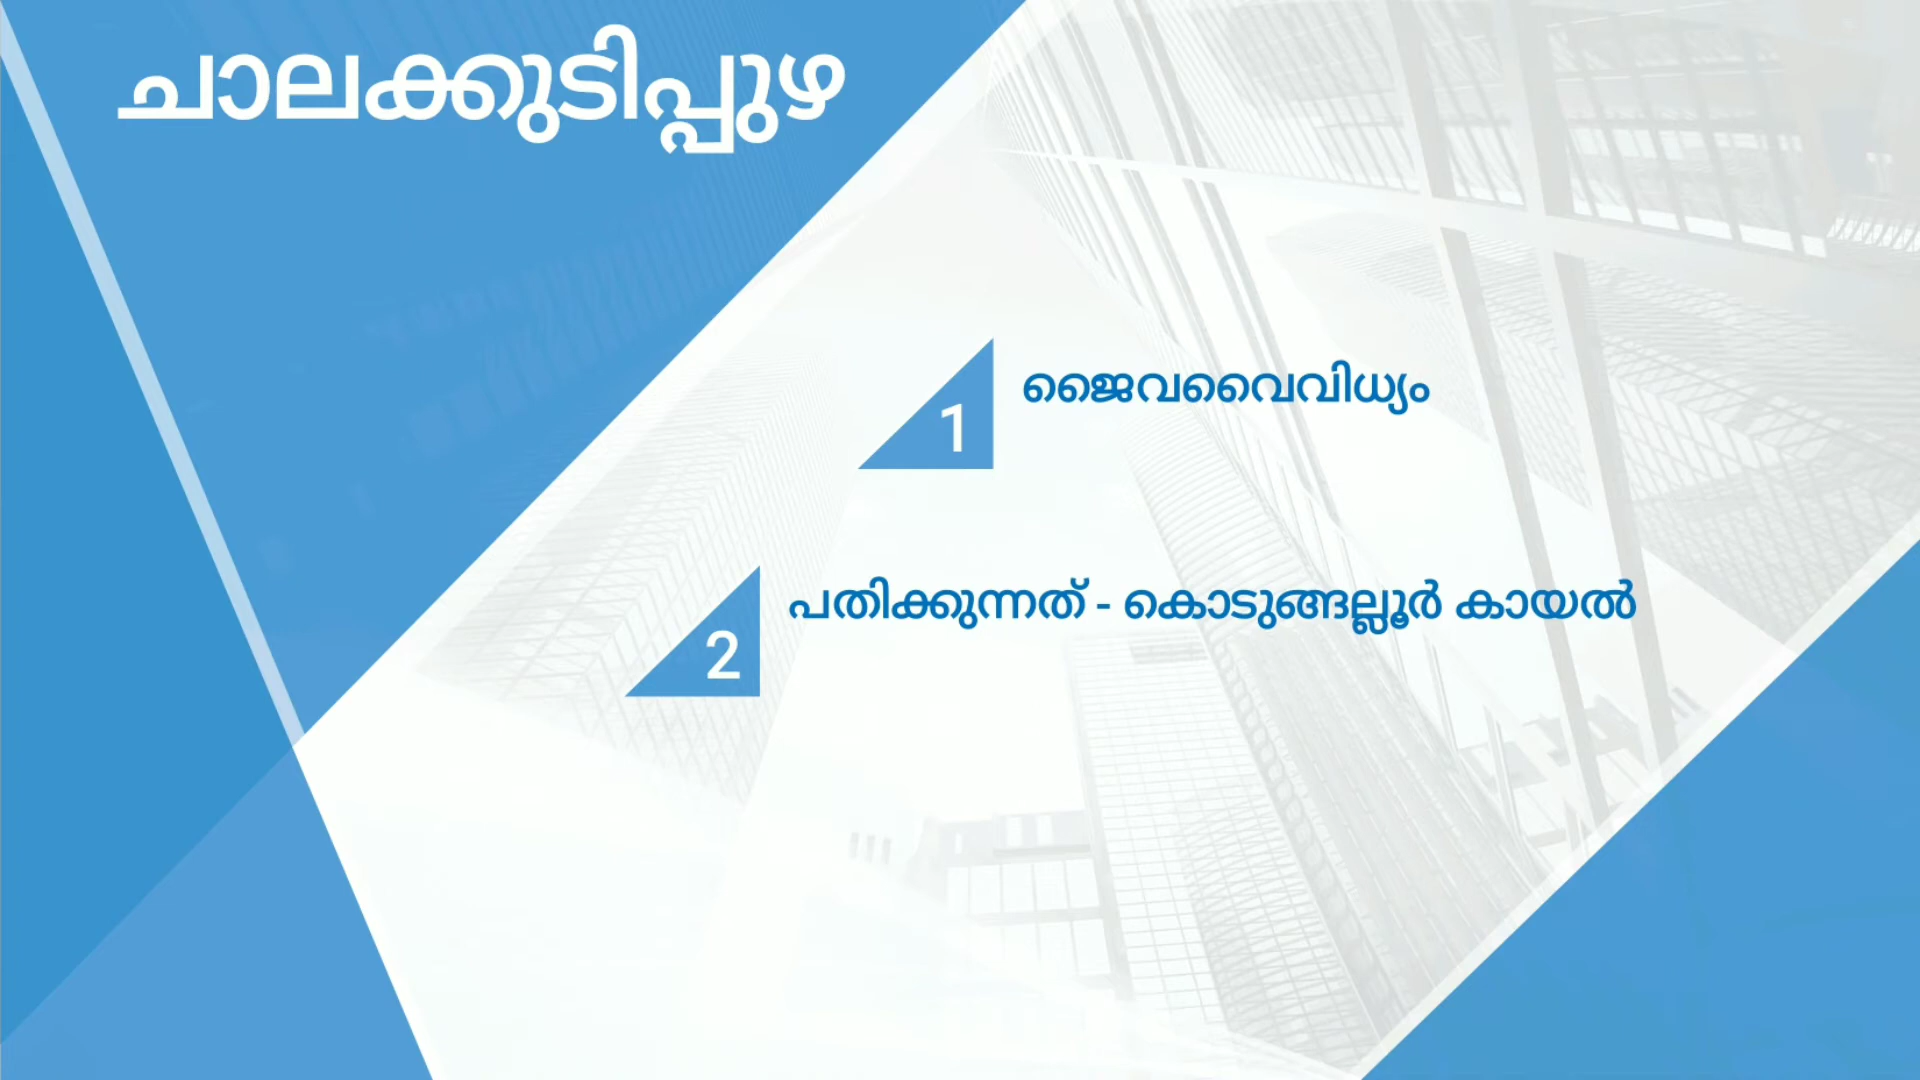 ചാലക്കുടിപ്പുഴ
1 ജൈവവൈവിധ്യം
2 പതിക്കുന്നത് - കൊടുങ്ങല്ലൂർ കായൽ